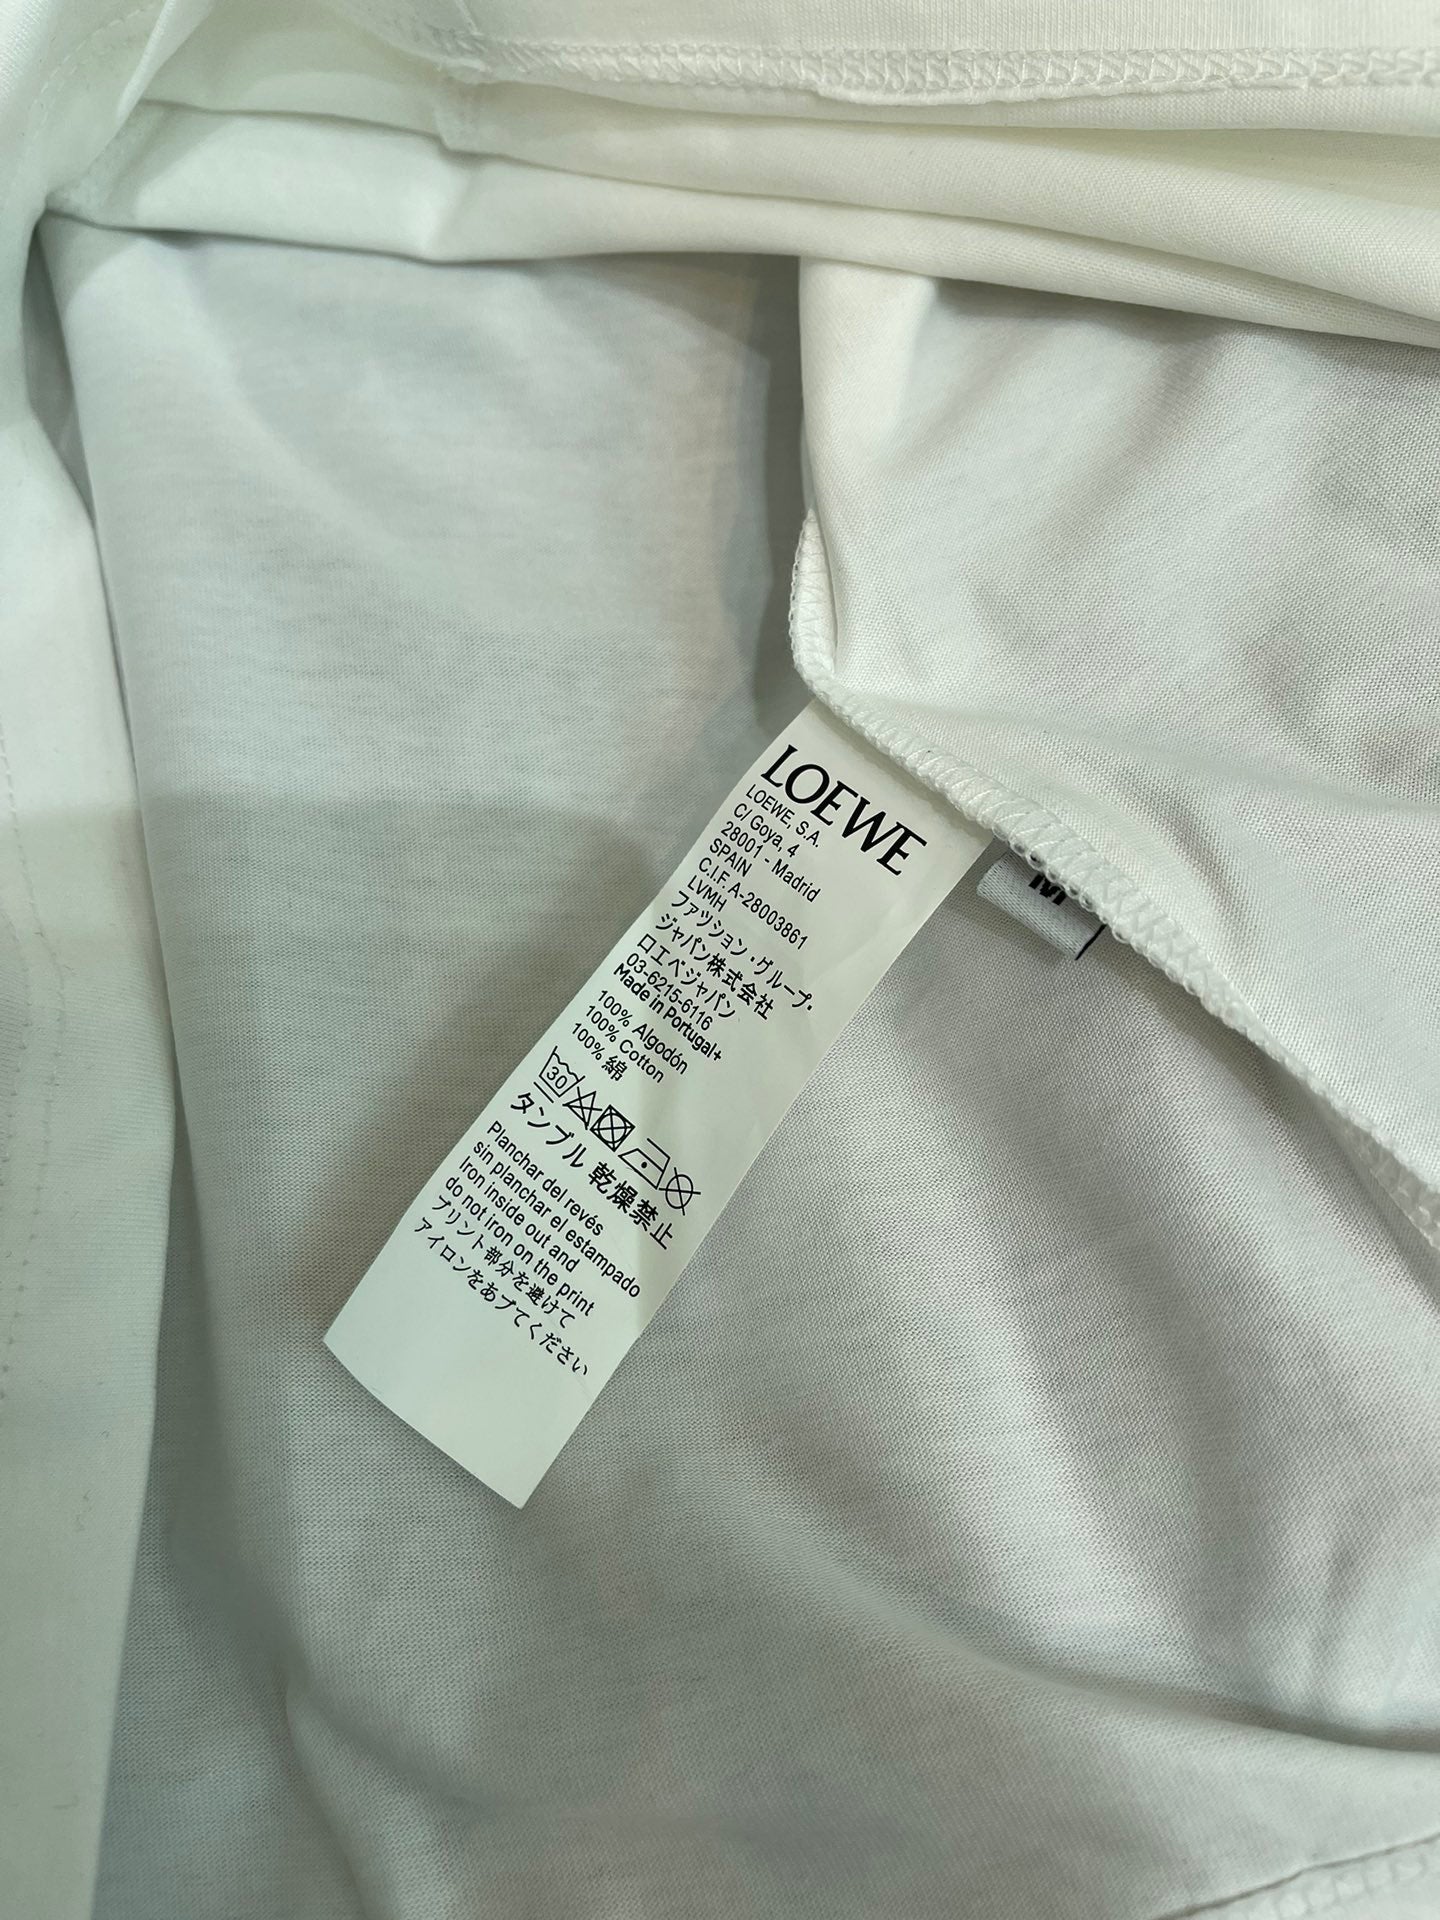 LOEWE
LOEWE, S.A.
C/ Goya, 4
28001 - Madrid
SPAIN
C.I.F. A-28003861
LVMH
ファツション・グループ・
ジャパン株式会社
ロエベジャパン
03-6215-6116
Made in Portugal+
100% Algodón
100% Cotton
100% 綿
30
タンブル 乾燥禁止
Planchar del revés
sin planchar el estampado
Iron inside out and
do not iron on the print
プリント部分を避けて
アイロンをあブてください
M